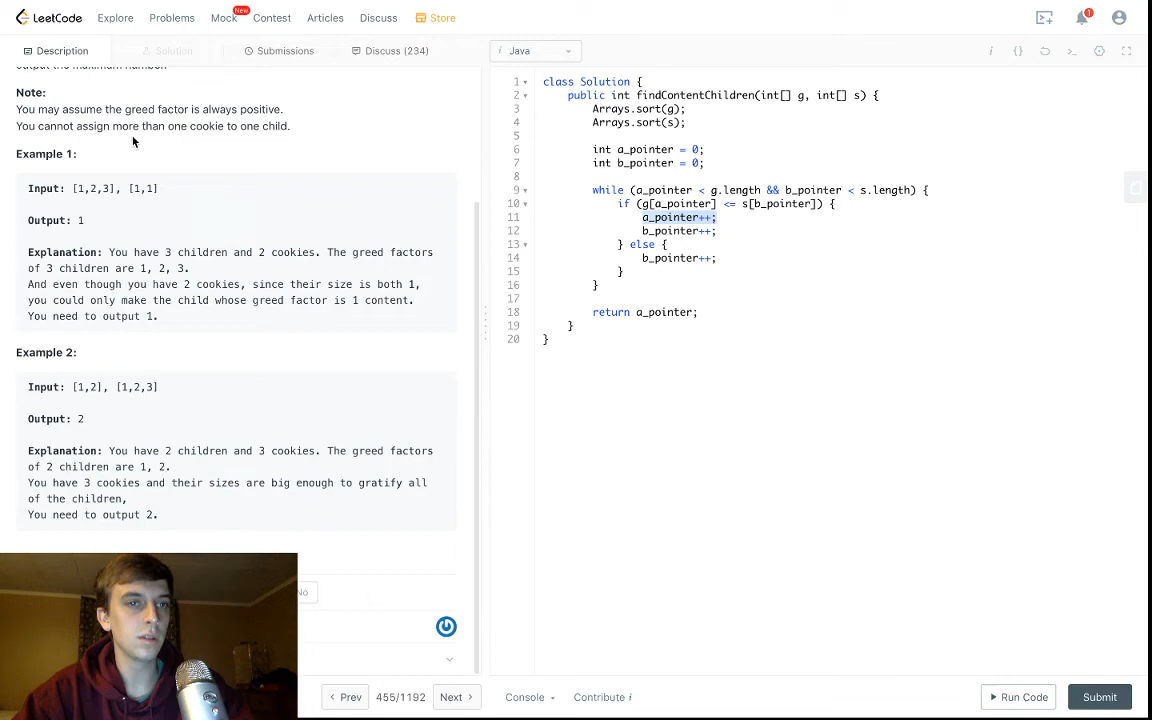 LeetCode
Explore
Problems
Mock
New
Contest
Articles
Discuss
Store
1
Description
Solution
Submissions
Discuss (234)
i
Java
output the maximum number
Note:
You may assume the greed factor is always positive.
You cannot assign more than one cookie to one child.
Example 1:
Input: [1,2,3], [1,1]
Output: 1
Explanation: You have 3 children and 2 cookies. The greed factors
of 3 children are 1, 2, 3.
And even though you have 2 cookies, since their size is both 1,
you could only make the child whose greed factor is 1 content.
You need to output 1.
Example 2:
Input: [1,2], [1,2,3]
Output: 2
Explanation: You have 2 children and 3 cookies. The greed factors
of 2 children are 1, 2.
You have 3 cookies and their sizes are big enough to gratify all
of the children,
You need to output 2.
No
Prev
455/1192
Next
1 class Solution {
2 public int findContentChildren(int[] g, int[] s) {
3 Arrays.sort(g);
4 Arrays.sort(s);
5
6 int a_pointer = 0;
7 int b_pointer = 0;
8
9 while (a_pointer < g.length && b_pointer < s.length) {
10 if (g[a_pointer] <= s[b_pointer]) {
11 a_pointer++;
12 b_pointer++;
13 } else {
14 b_pointer++;
15 }
16 }
17
18 return a_pointer;
19 }
20 }
Console
Contribute i
Run Code
Submit